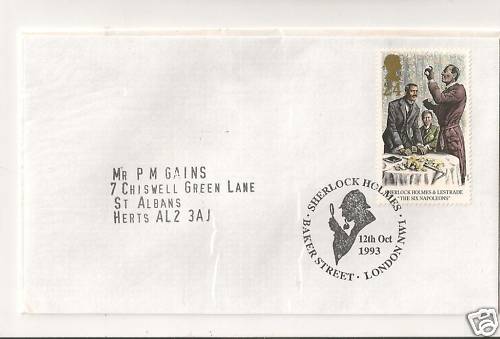 24
SHERLOCK HOLMES & LESTRADE
"THE SIX NAPOLEONS"
MR P M GAINS
7 CHISWELL GREEN LANE
ST ALBANS
HERTS AL2 3AJ
· SHERLOCK HOLMES ·
12th Oct
1993
BAKER STREET · LONDON NW1